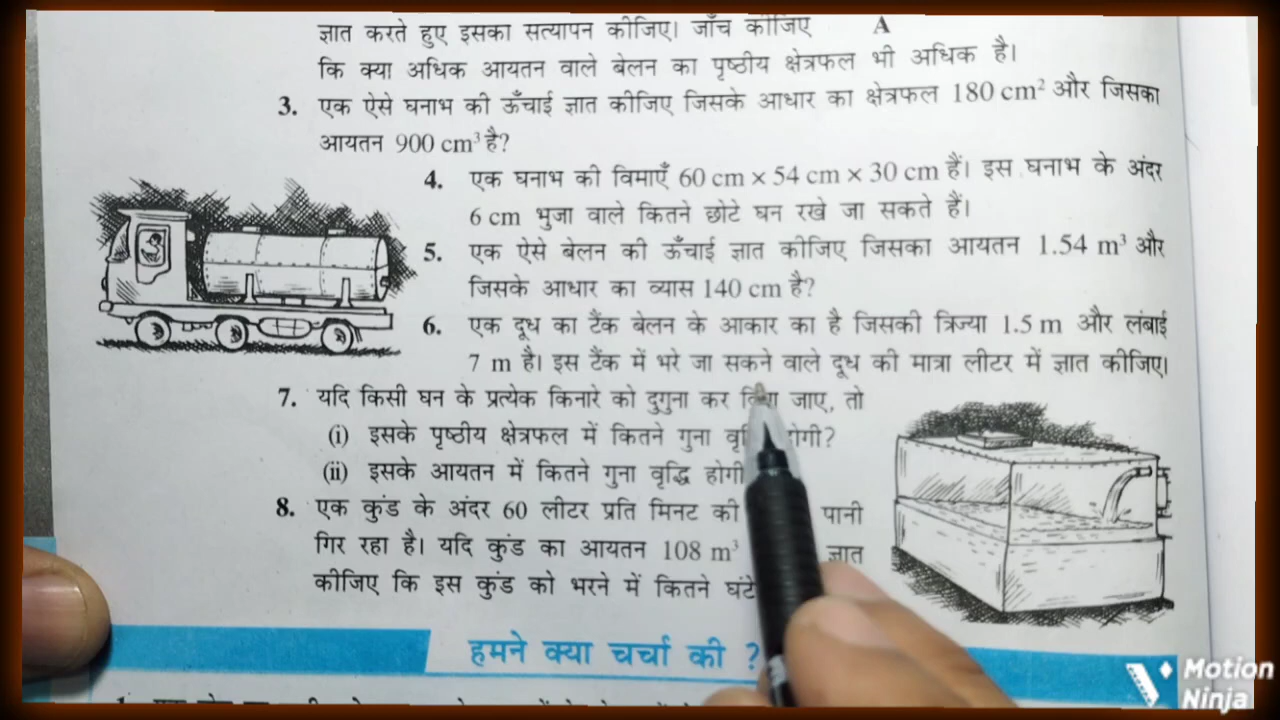 ज्ञात करते हुए इसका सत्यापन कीजिए। जाँच कीजिए A
कि क्या अधिक आयतन वाले बेलन का पृष्ठीय क्षेत्रफल भी अधिक है।
3. एक ऐसे घनाभ की ऊँचाई ज्ञात कीजिए जिसके आधार का क्षेत्रफल 180 cm² और जिसका
आयतन 900 cm³ है?
4. एक घनाभ की विमाएँ 60 cm × 54 cm × 30 cm हैं। इस घनाभ के अंदर
6 cm भुजा वाले कितने छोटे घन रखे जा सकते हैं।
5. एक ऐसे बेलन की ऊँचाई ज्ञात कीजिए जिसका आयतन 1.54 m³ और
जिसके आधार का व्यास 140 cm है?
6. एक दूध का टैंक बेलन के आकार का है जिसकी त्रिज्या 1.5 m और लंबाई
7 m है। इस टैंक में भरे जा सकने वाले दूध की मात्रा लीटर में ज्ञात कीजिए।
7. यदि किसी घन के प्रत्येक किनारे को दुगुना कर जाए, तो
(i) इसके पृष्ठीय क्षेत्रफल में कितने गुना होगी?
(ii) इसके आयतन में कितने गुना वृद्धि होगी
8. एक कुंड के अंदर 60 लीटर प्रति मिनट की पानी
गिर रहा है। यदि कुंड का आयतन 108 m³ ज्ञात
कीजिए कि इस कुंड को भरने में कितने घंटे
हमने क्या चर्चा की ?
Motion
Ninja